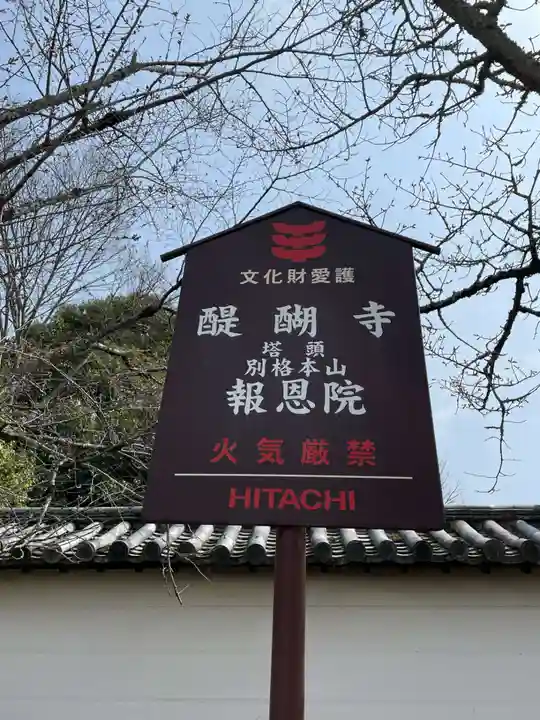 文化財愛護
醍醐寺
塔頭
別格本山
報恩院
火気厳禁
HITACHI